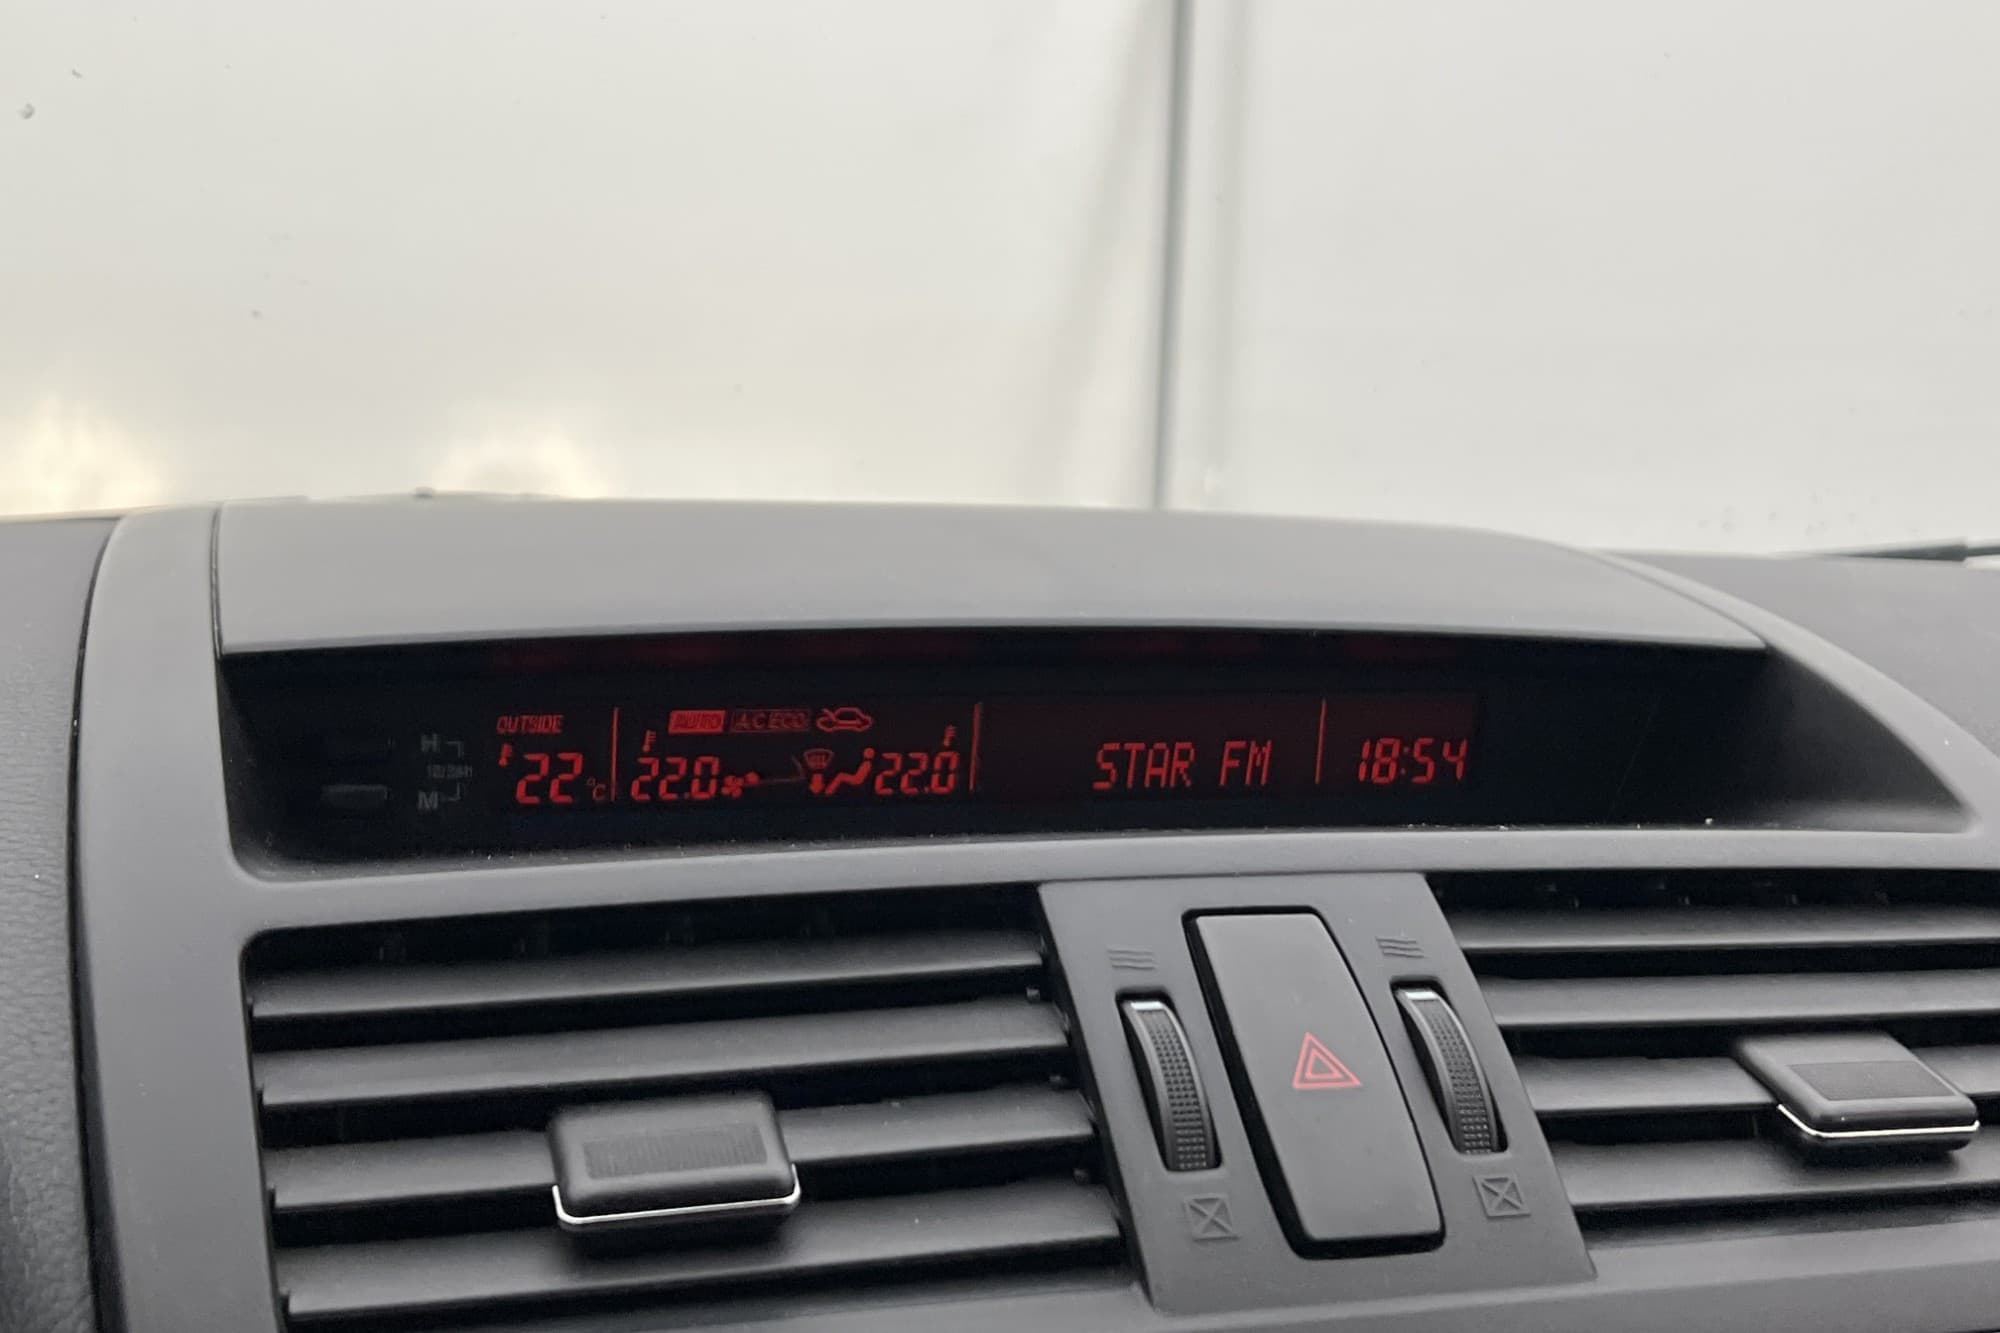 OUTSIDE AUTO A/C ECO
22 °C 22.0 22.0 STAR FM 18:54
H
M